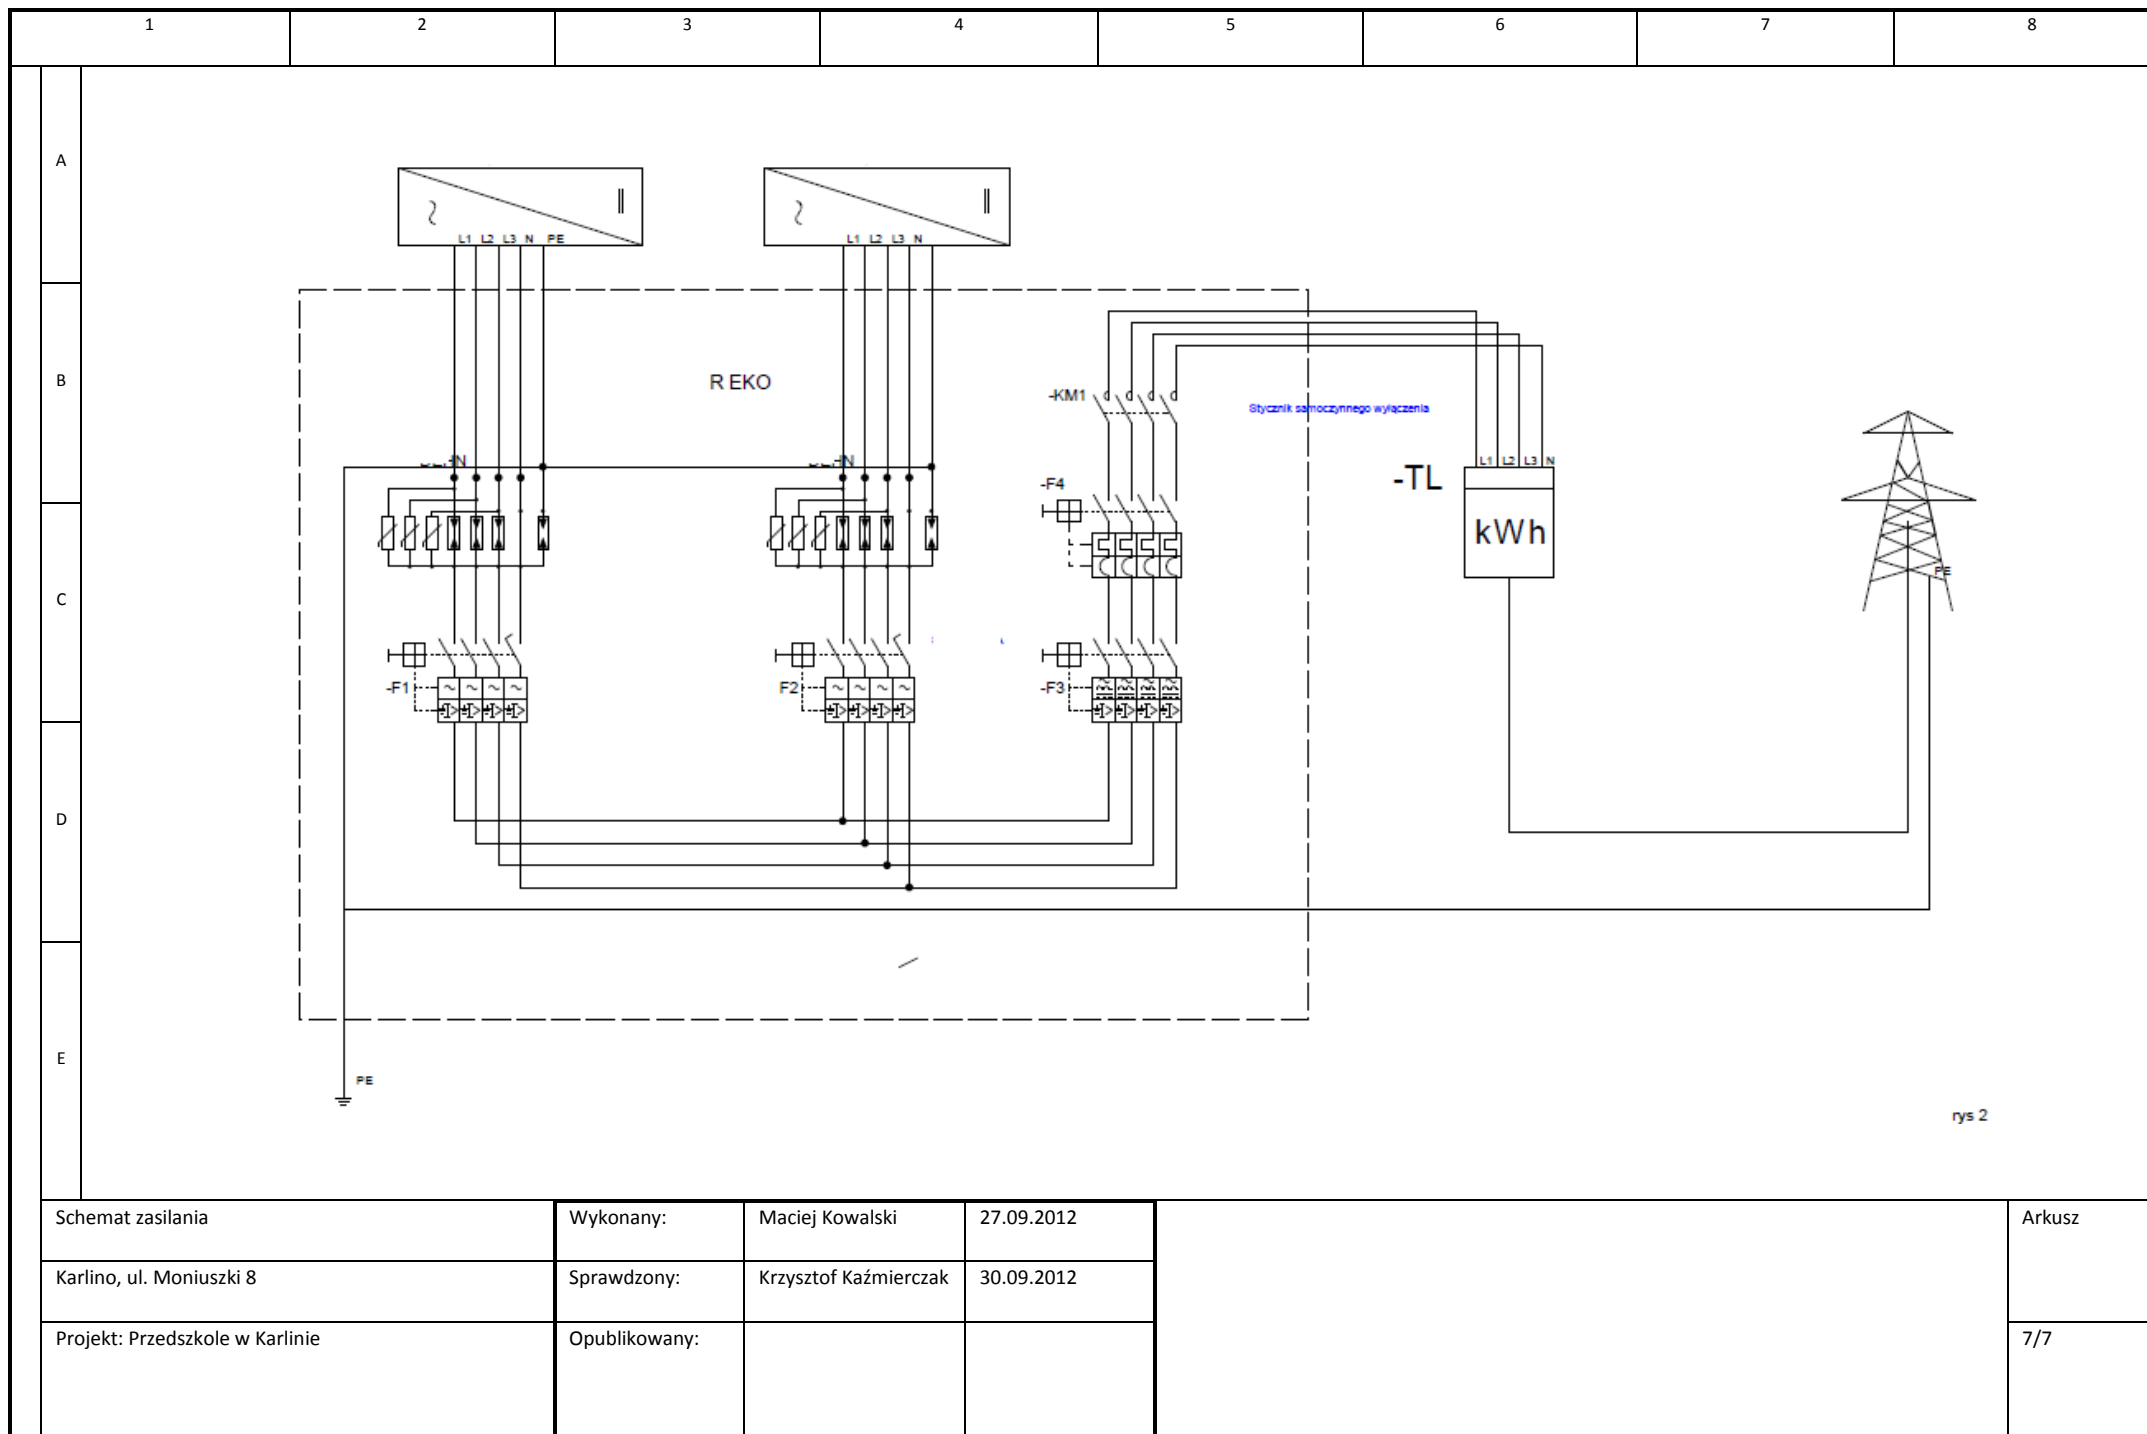 1 2 3 4 5 6 7 8
A
L1 L2 L3 N PE
L1 L2 L3 N
B
R EKO
-KM1
Stycznik samoczynnego wyłączenia
-F4
-TL
L1 L2 L3 N
kWh
PE
C
-F1
F2
-F3
D
E
PE
rys 2
Schemat zasilania
Wykonany: Maciej Kowalski 27.09.2012
Arkusz
Karlino, ul. Moniuszki 8
Sprawdzony: Krzysztof Kaźmierczak 30.09.2012
Projekt: Przedszkole w Karlinie
Opublikowany:
7/7